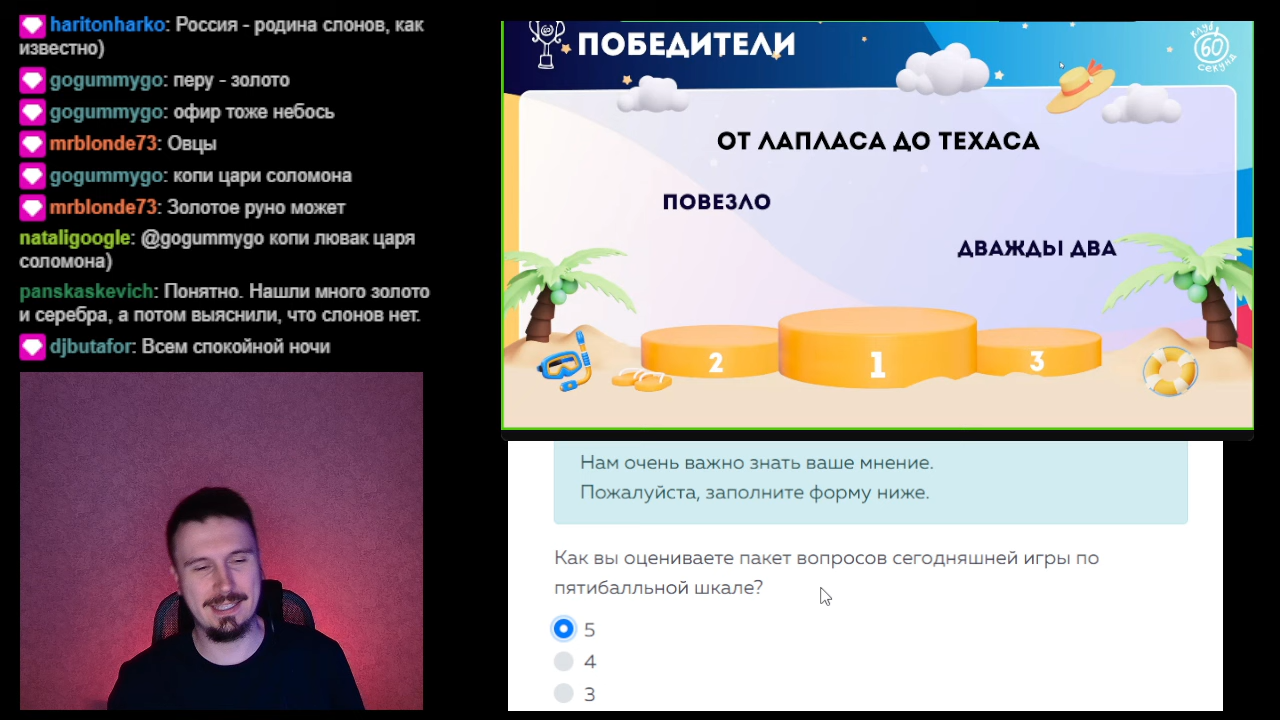 haritonharko: Россия - родина слонов, как
известно)
gogummygo: перу - золото
gogummygo: офир тоже небось
mrblonde73: Овцы
gogummygo: копи цари соломона
mrblonde73: Золотое руно может
nataligoogle: @gogummygo копи лювак царя
соломона)
panskaskevich: Понятно. Нашли много золото
и серебра, а потом выяснили, что слонов нет.
djbutafor: Всем спокойной ночи
ПОБЕДИТЕЛИ
КЛУБ
60
СЕКУНД
ОТ ЛАПЛАСА ДО ТЕХАСА
ПОВЕЗЛО
ДВАЖДЫ ДВА
2
1
3
Нам очень важно знать ваше мнение.
Пожалуйста, заполните форму ниже.
Как вы оцениваете пакет вопросов сегодняшней игры по
пятибалльной шкале?
5
4
3